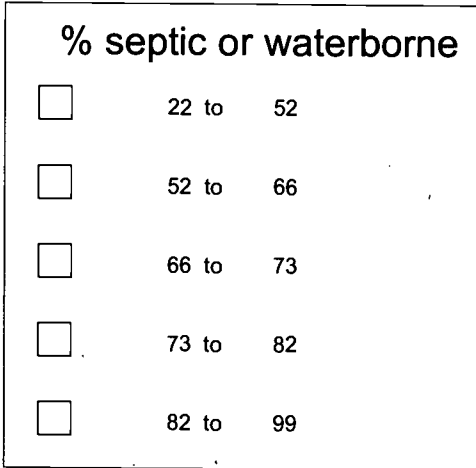 % septic or waterborne
22 to 52
52 to 66
66 to 73
73 to 82
82 to 99